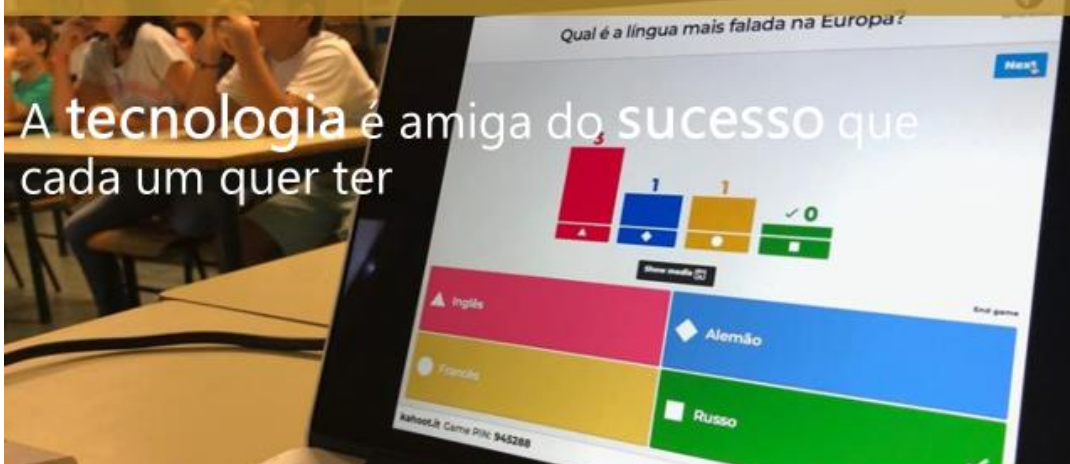 Qual é a língua mais falada na Europa?
Next
A tecnologia é amiga do sucesso que
cada um quer ter
1
1
✓ 0
Show media
End game
Inglês
Alemão
Francês
Russo
kahoot.it Game PIN: 945288